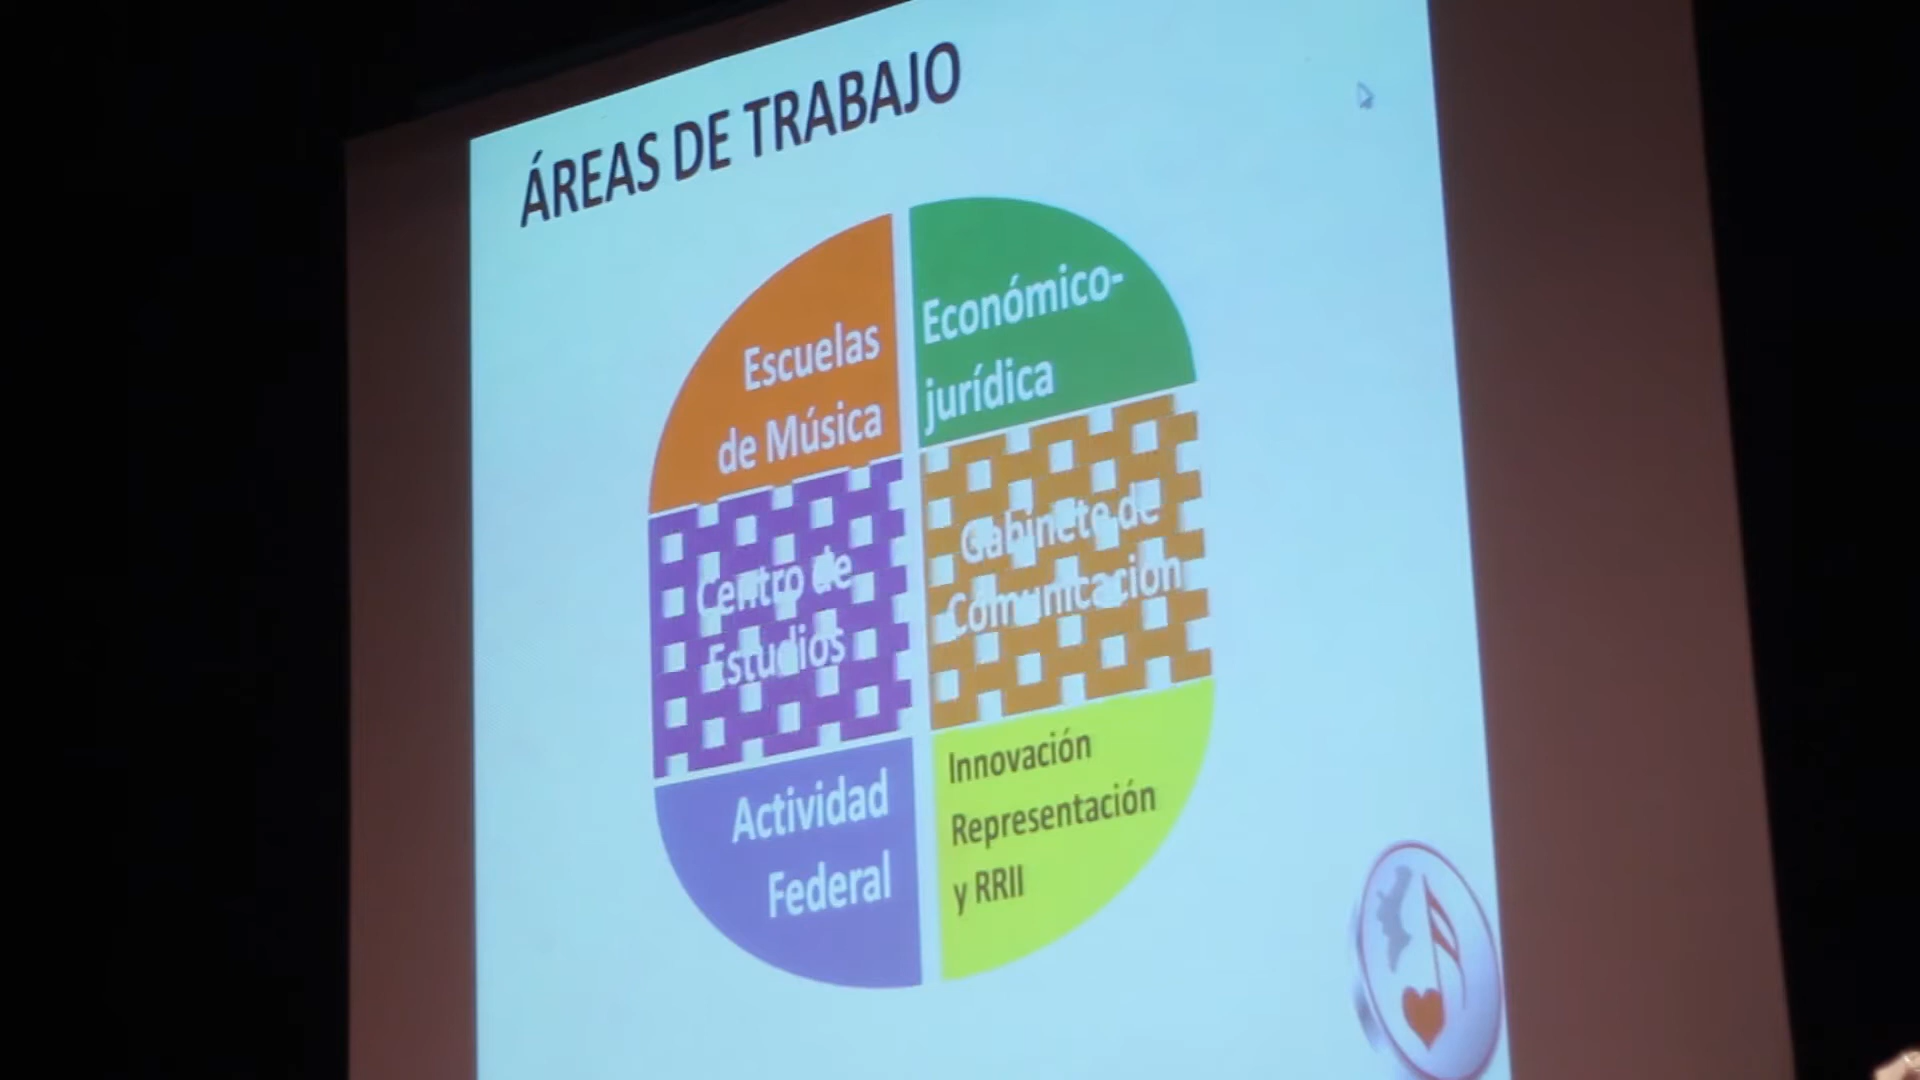 ÁREAS DE TRABAJO
Escuelas
de Música
Económico-
jurídica
Centro de
Estudios
Gabinete de
Comunicación
Actividad
Federal
Innovación
Representación
y RRII